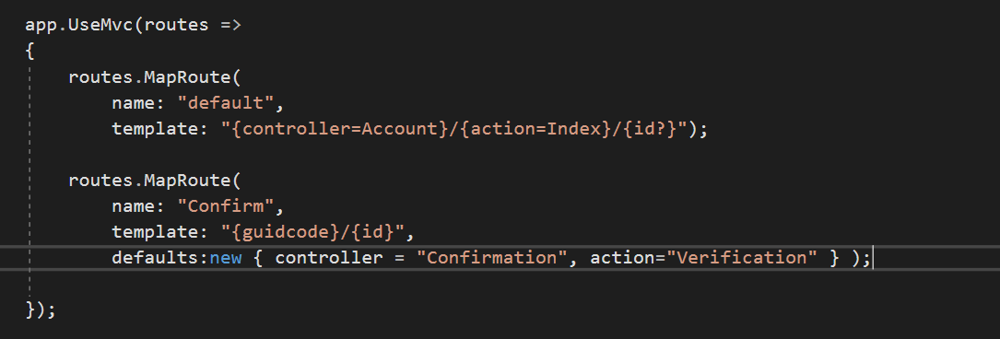 app.UseMvc(routes =>
{
routes.MapRoute(
name: "default",
template: "{controller=Account}/{action=Index}/{id?}");
routes.MapRoute(
name: "Confirm",
template: "{guidcode}/{id}",
defaults:new { controller = "Confirmation", action="Verification" } );
});